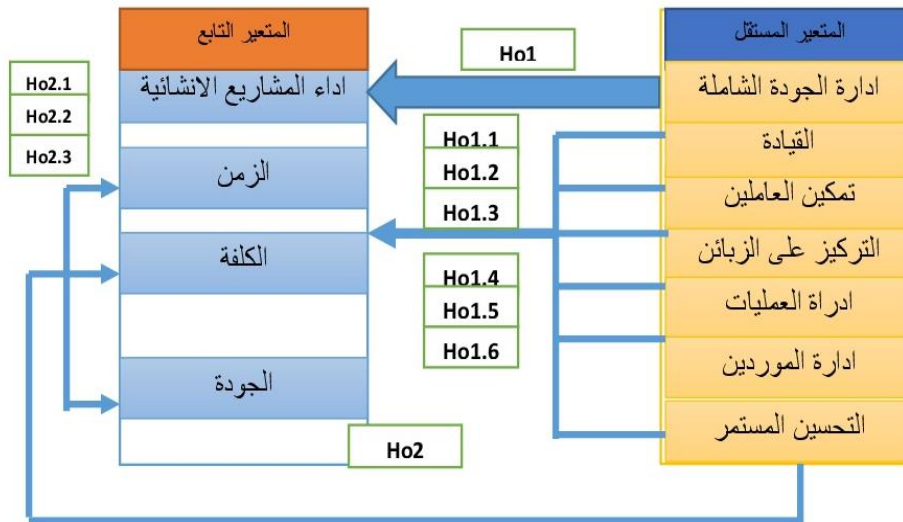 المتعير المستقل
ادارة الجودة الشاملة
القيادة
تمكين العاملين
التركيز على الزبائن
ادراة العمليات
ادارة الموردين
التحسين المستمر
Ho1
Ho1.1
Ho1.2
Ho1.3
Ho1.4
Ho1.5
Ho1.6
المتعير التابع
اداء المشاريع الانشائية
الزمن
الكلفة
الجودة
Ho2
Ho2.1
Ho2.2
Ho2.3